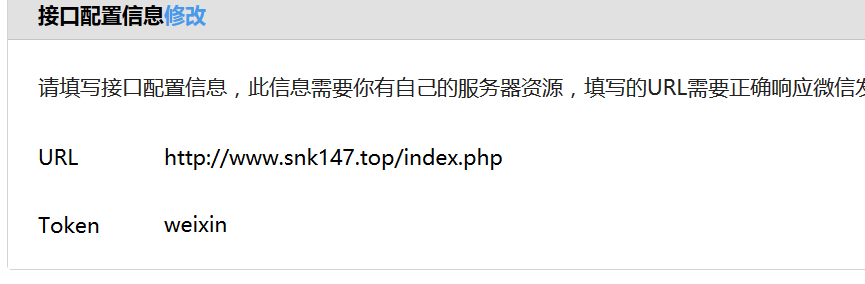 接口配置信息修改
请填写接口配置信息，此信息需要你有自己的服务器资源，填写的URL需要正确响应微信
URL http://www.snk147.top/index.php
Token weixin